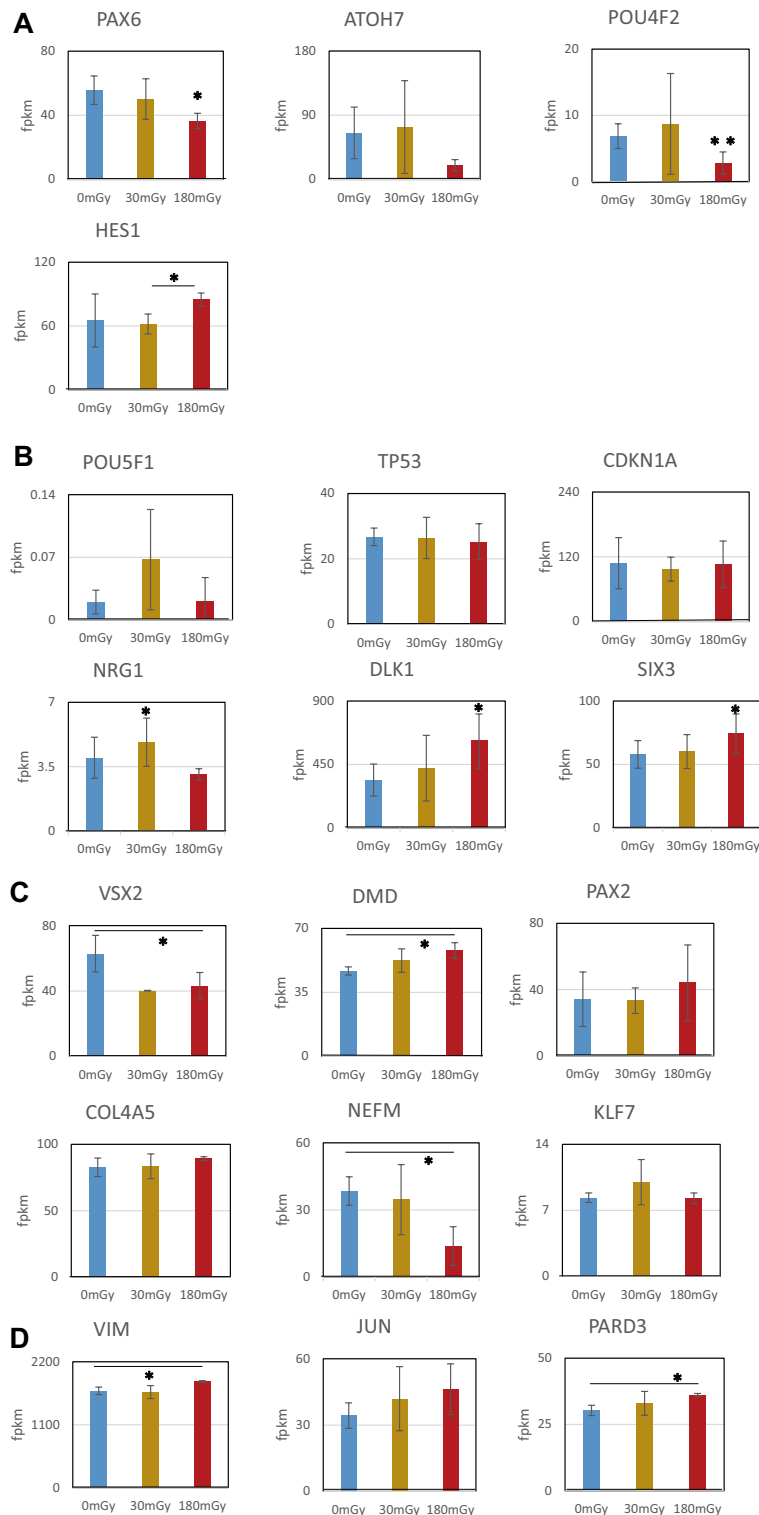 A
PAX6 ATOH7 POU4F2
80 180 20
fpkm 40 fpkm 90 fpkm 10
* **
0 0 0
0mGy 30mGy 180mGy 0mGy 30mGy 180mGy 0mGy 30mGy 180mGy
HES1
120
*
fpkm 60
0
0mGy 30mGy 180mGy
B
POU5F1 TP53 CDKN1A
0.14 40 240
fpkm 0.07 fpkm 20 fpkm 120
0 0 0
0mGy 30mGy 180mGy 0mGy 30mGy 180mGy 0mGy 30mGy 180mGy
NRG1 DLK1 SIX3
7 900 100
* * *
fpkm 3.5 fpkm 450 fpkm 50
0 0 0
0mGy 30mGy 180mGy 0mGy 30mGy 180mGy 0mGy 30mGy 180mGy
C
VSX2 DMD PAX2
80 70 80
* *
fpkm 40 fpkm 35 fpkm 40
0 0 0
0mGy 30mGy 180mGy 0mGy 30mGy 180mGy 0mGy 30mGy 180mGy
COL4A5 NEFM KLF7
100 60 14
*
fpkm 50 fpkm 30 fpkm 7
0 0 0
0mGy 30mGy 180mGy 0mGy 30mGy 180mGy 0mGy 30mGy 180mGy
D
VIM JUN PARD3
2200 60 50
* *
fpkm 1100 fpkm 30 fpkm 25
0 0 0
0mGy 30mGy 180mGy 0mGy 30mGy 180mGy 0mGy 30mGy 180mGy